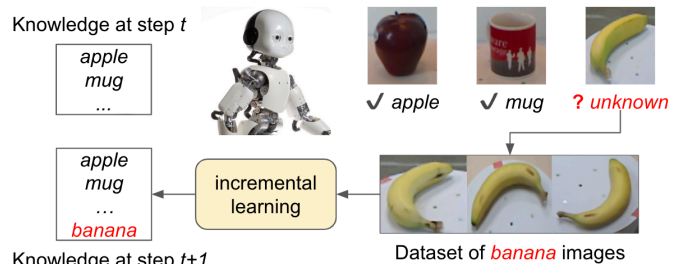 Knowledge at step t
apple
mug
...
✓ apple
✓ mug
? unknown
apple
mug
...
banana
incremental
learning
Dataset of banana images
Knowledge at step t+1